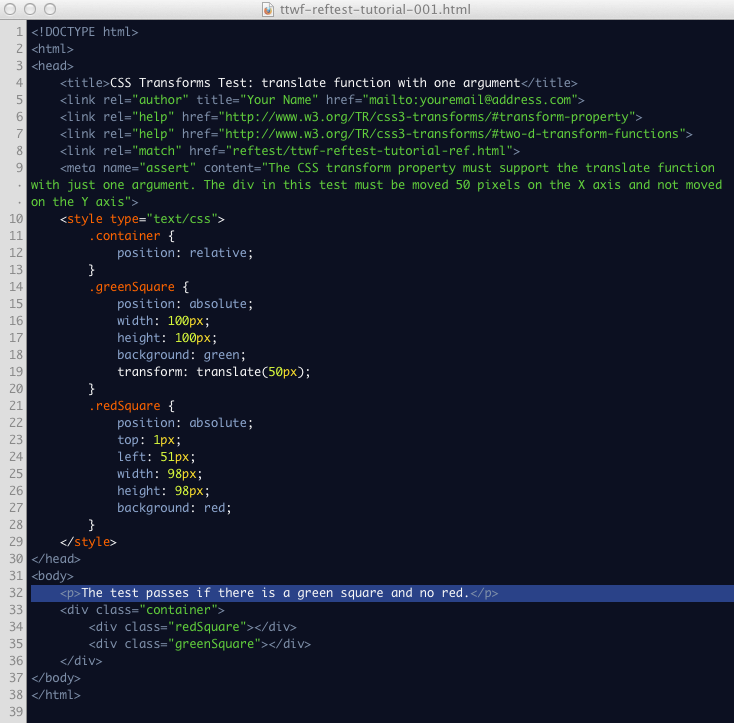 ttwf-reftest-tutorial-001.html
1 <!DOCTYPE html>
2 <html>
3 <head>
4     <title>CSS Transforms Test: translate function with one argument</title>
5     <link rel="author" title="Your Name" href="mailto:youremail@address.com">
6     <link rel="help" href="http://www.w3.org/TR/css3-transforms/#transform-property">
7     <link rel="help" href="http://www.w3.org/TR/css3-transforms/#two-d-transform-functions">
8     <link rel="match" href="reftest/ttwf-reftest-tutorial-ref.html">
9     <meta name="assert" content="The CSS transform property must support the translate function
· with just one argument. The div in this test must be moved 50 pixels on the X axis and not moved
· on the Y axis">
10     <style type="text/css">
11         .container {
12             position: relative;
13         }
14         .greenSquare {
15             position: absolute;
16             width: 100px;
17             height: 100px;
18             background: green;
19             transform: translate(50px);
20         }
21         .redSquare {
22             position: absolute;
23             top: 1px;
24             left: 51px;
25             width: 98px;
26             height: 98px;
27             background: red;
28         }
29     </style>
30 </head>
31 <body>
32     <p>The test passes if there is a green square and no red.</p>
33     <div class="container">
34         <div class="redSquare"></div>
35         <div class="greenSquare"></div>
36     </div>
37 </body>
38 </html>
39